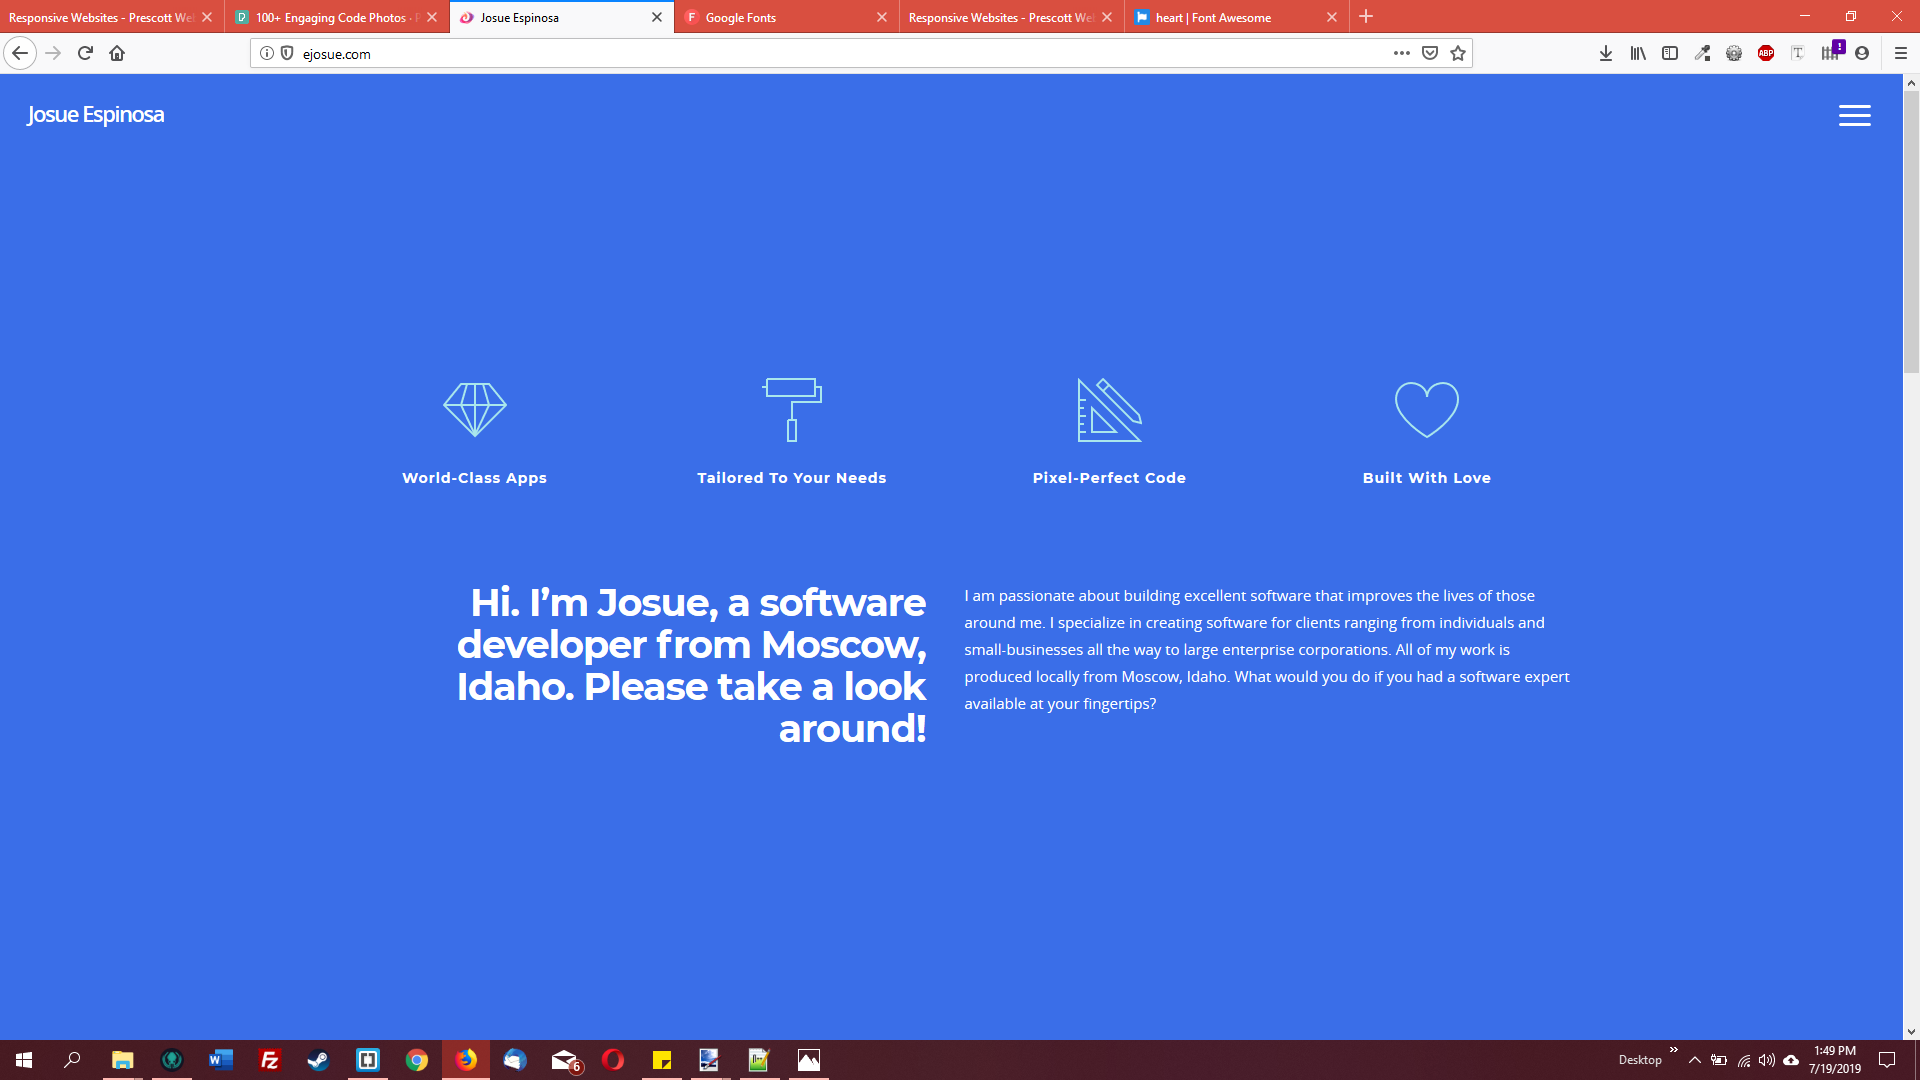 Responsive Websites - Prescott We
100+ Engaging Code Photos · P
Josue Espinosa
Google Fonts
Responsive Websites - Prescott We
heart | Font Awesome
ejosue.com
ABP
Josue Espinosa
World-Class Apps
Tailored To Your Needs
Pixel-Perfect Code
Built With Love
Hi. I’m Josue, a software
developer from Moscow,
Idaho. Please take a look
around!
I am passionate about building excellent software that improves the lives of those
around me. I specialize in creating software for clients ranging from individuals and
small-businesses all the way to large enterprise corporations. All of my work is
produced locally from Moscow, Idaho. What would you do if you had a software expert
available at your fingertips?
6
Desktop
1:49 PM
7/19/2019